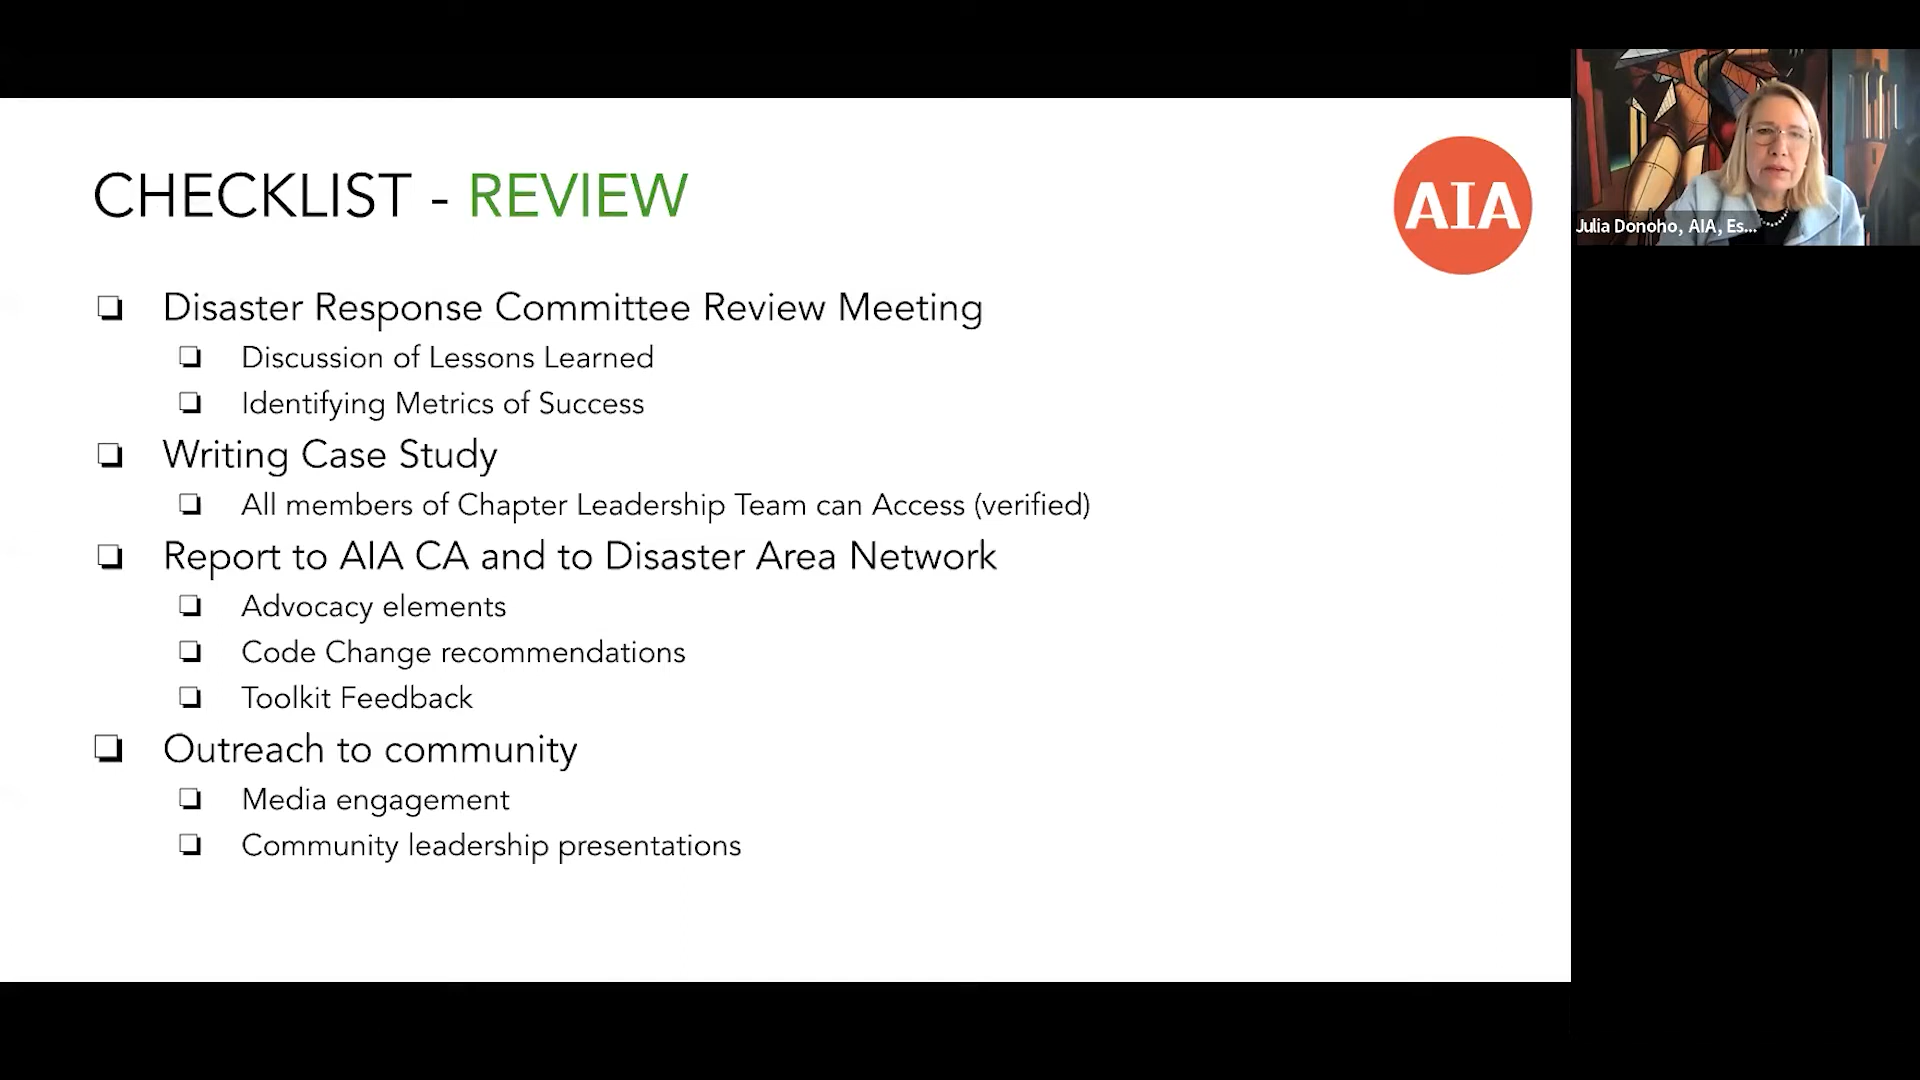 CHECKLIST - REVIEW
AIA
Julia Donoho, AIA, Es...
Disaster Response Committee Review Meeting
Discussion of Lessons Learned
Identifying Metrics of Success
Writing Case Study
All members of Chapter Leadership Team can Access (verified)
Report to AIA CA and to Disaster Area Network
Advocacy elements
Code Change recommendations
Toolkit Feedback
Outreach to community
Media engagement
Community leadership presentations